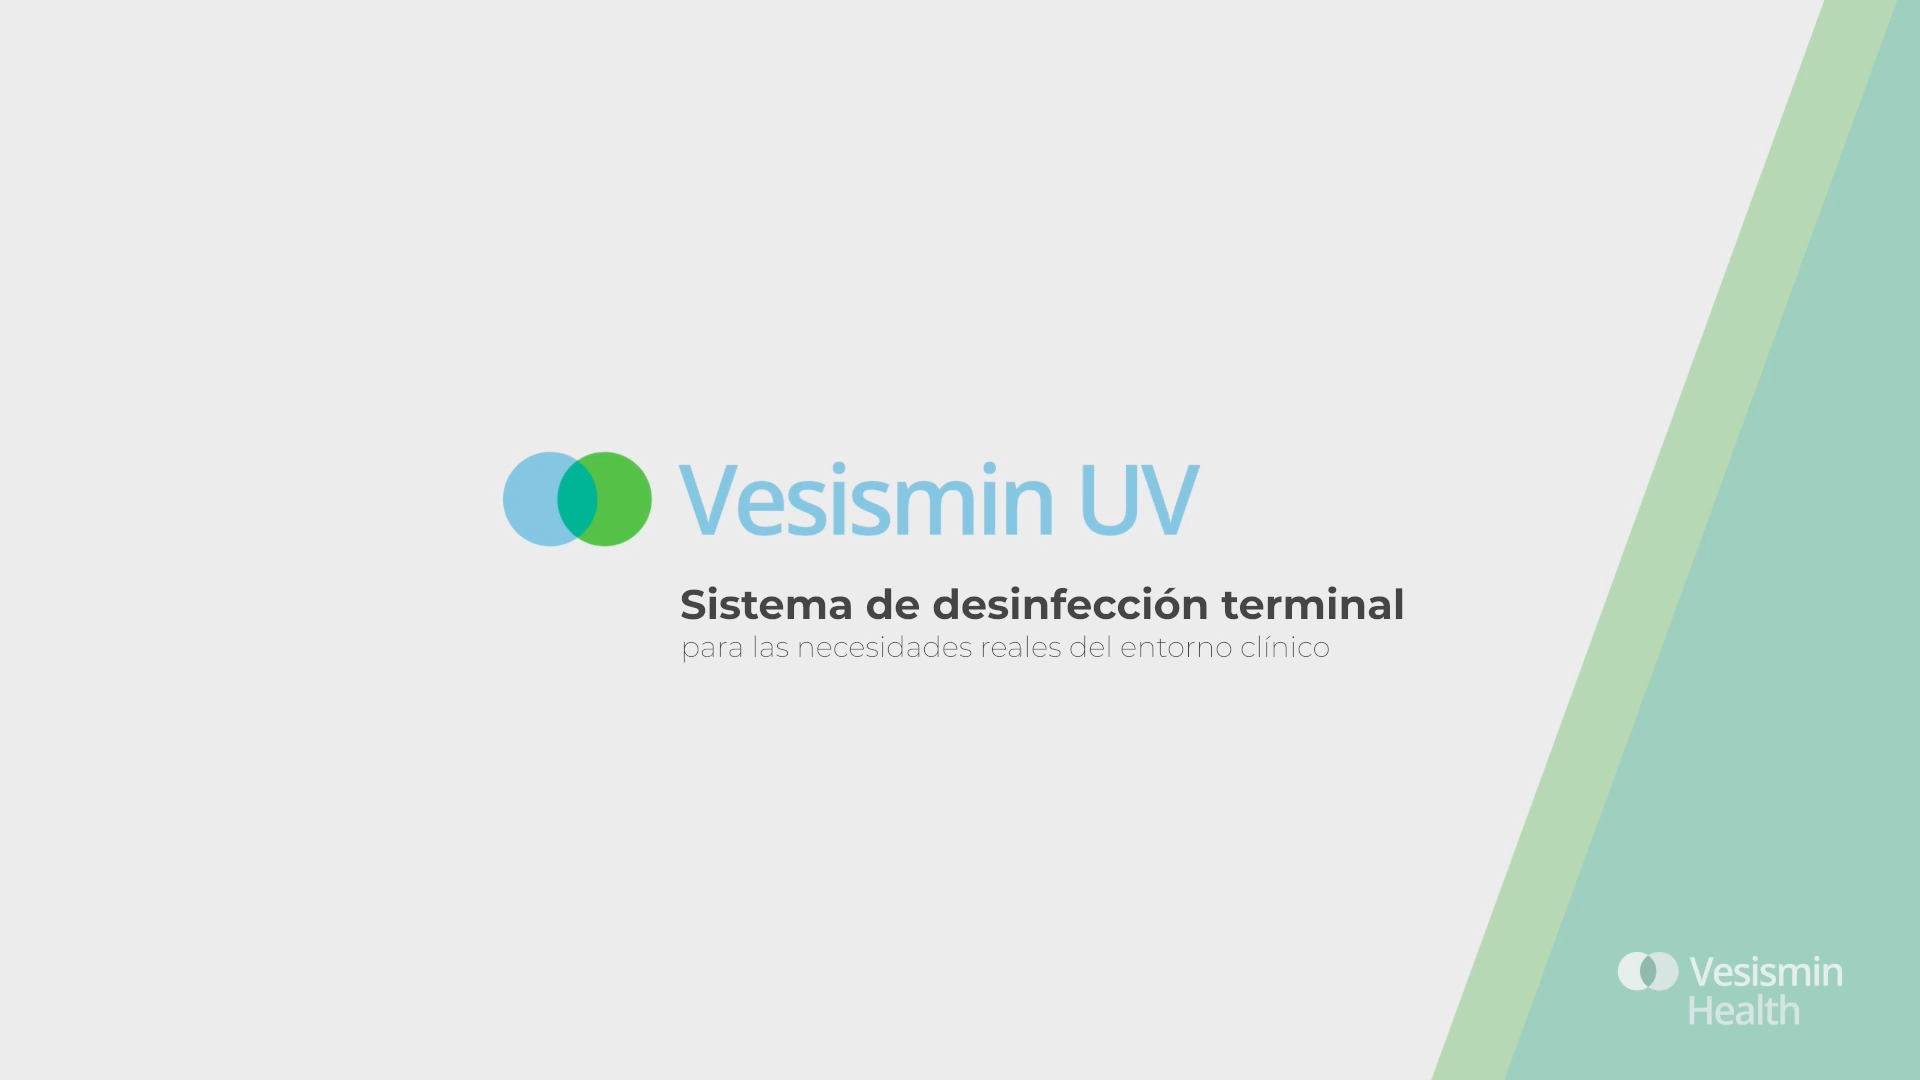 Vesismin UV
Sistema de desinfección terminal
para las necesidades reales del entorno clínico
Vesismin
Health